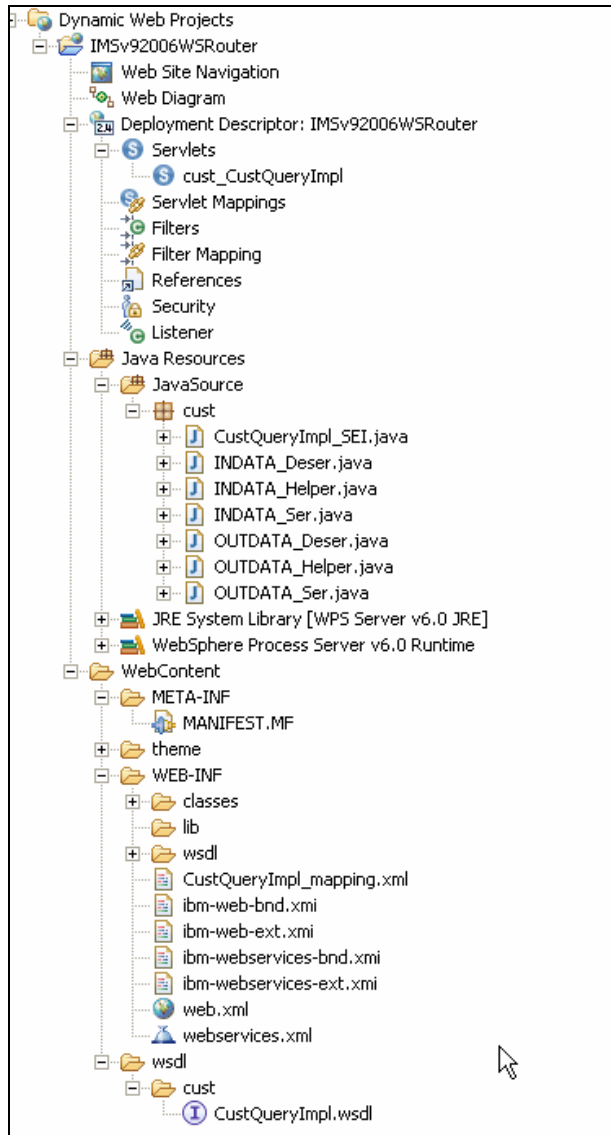 Dynamic Web Projects
IMSv92006WSRouter
Web Site Navigation
Web Diagram
2.4 Deployment Descriptor: IMSv92006WSRouter
S Servlets
S cust_CustQueryImpl
Servlet Mappings
Filters
Filter Mapping
References
Security
Listener
Java Resources
JavaSource
cust
J CustQueryImpl_SEI.java
J INDATA_Deser.java
J INDATA_Helper.java
J INDATA_Ser.java
J OUTDATA_Deser.java
J OUTDATA_Helper.java
J OUTDATA_Ser.java
JRE System Library [WPS Server v6.0 JRE]
WebSphere Process Server v6.0 Runtime
WebContent
META-INF
MANIFEST.MF
theme
WEB-INF
classes
lib
wsdl
CustQueryImpl_mapping.xml
ibm-web-bnd.xmi
ibm-web-ext.xmi
ibm-webservices-bnd.xmi
ibm-webservices-ext.xmi
web.xml
webservices.xml
wsdl
cust
I CustQueryImpl.wsdl